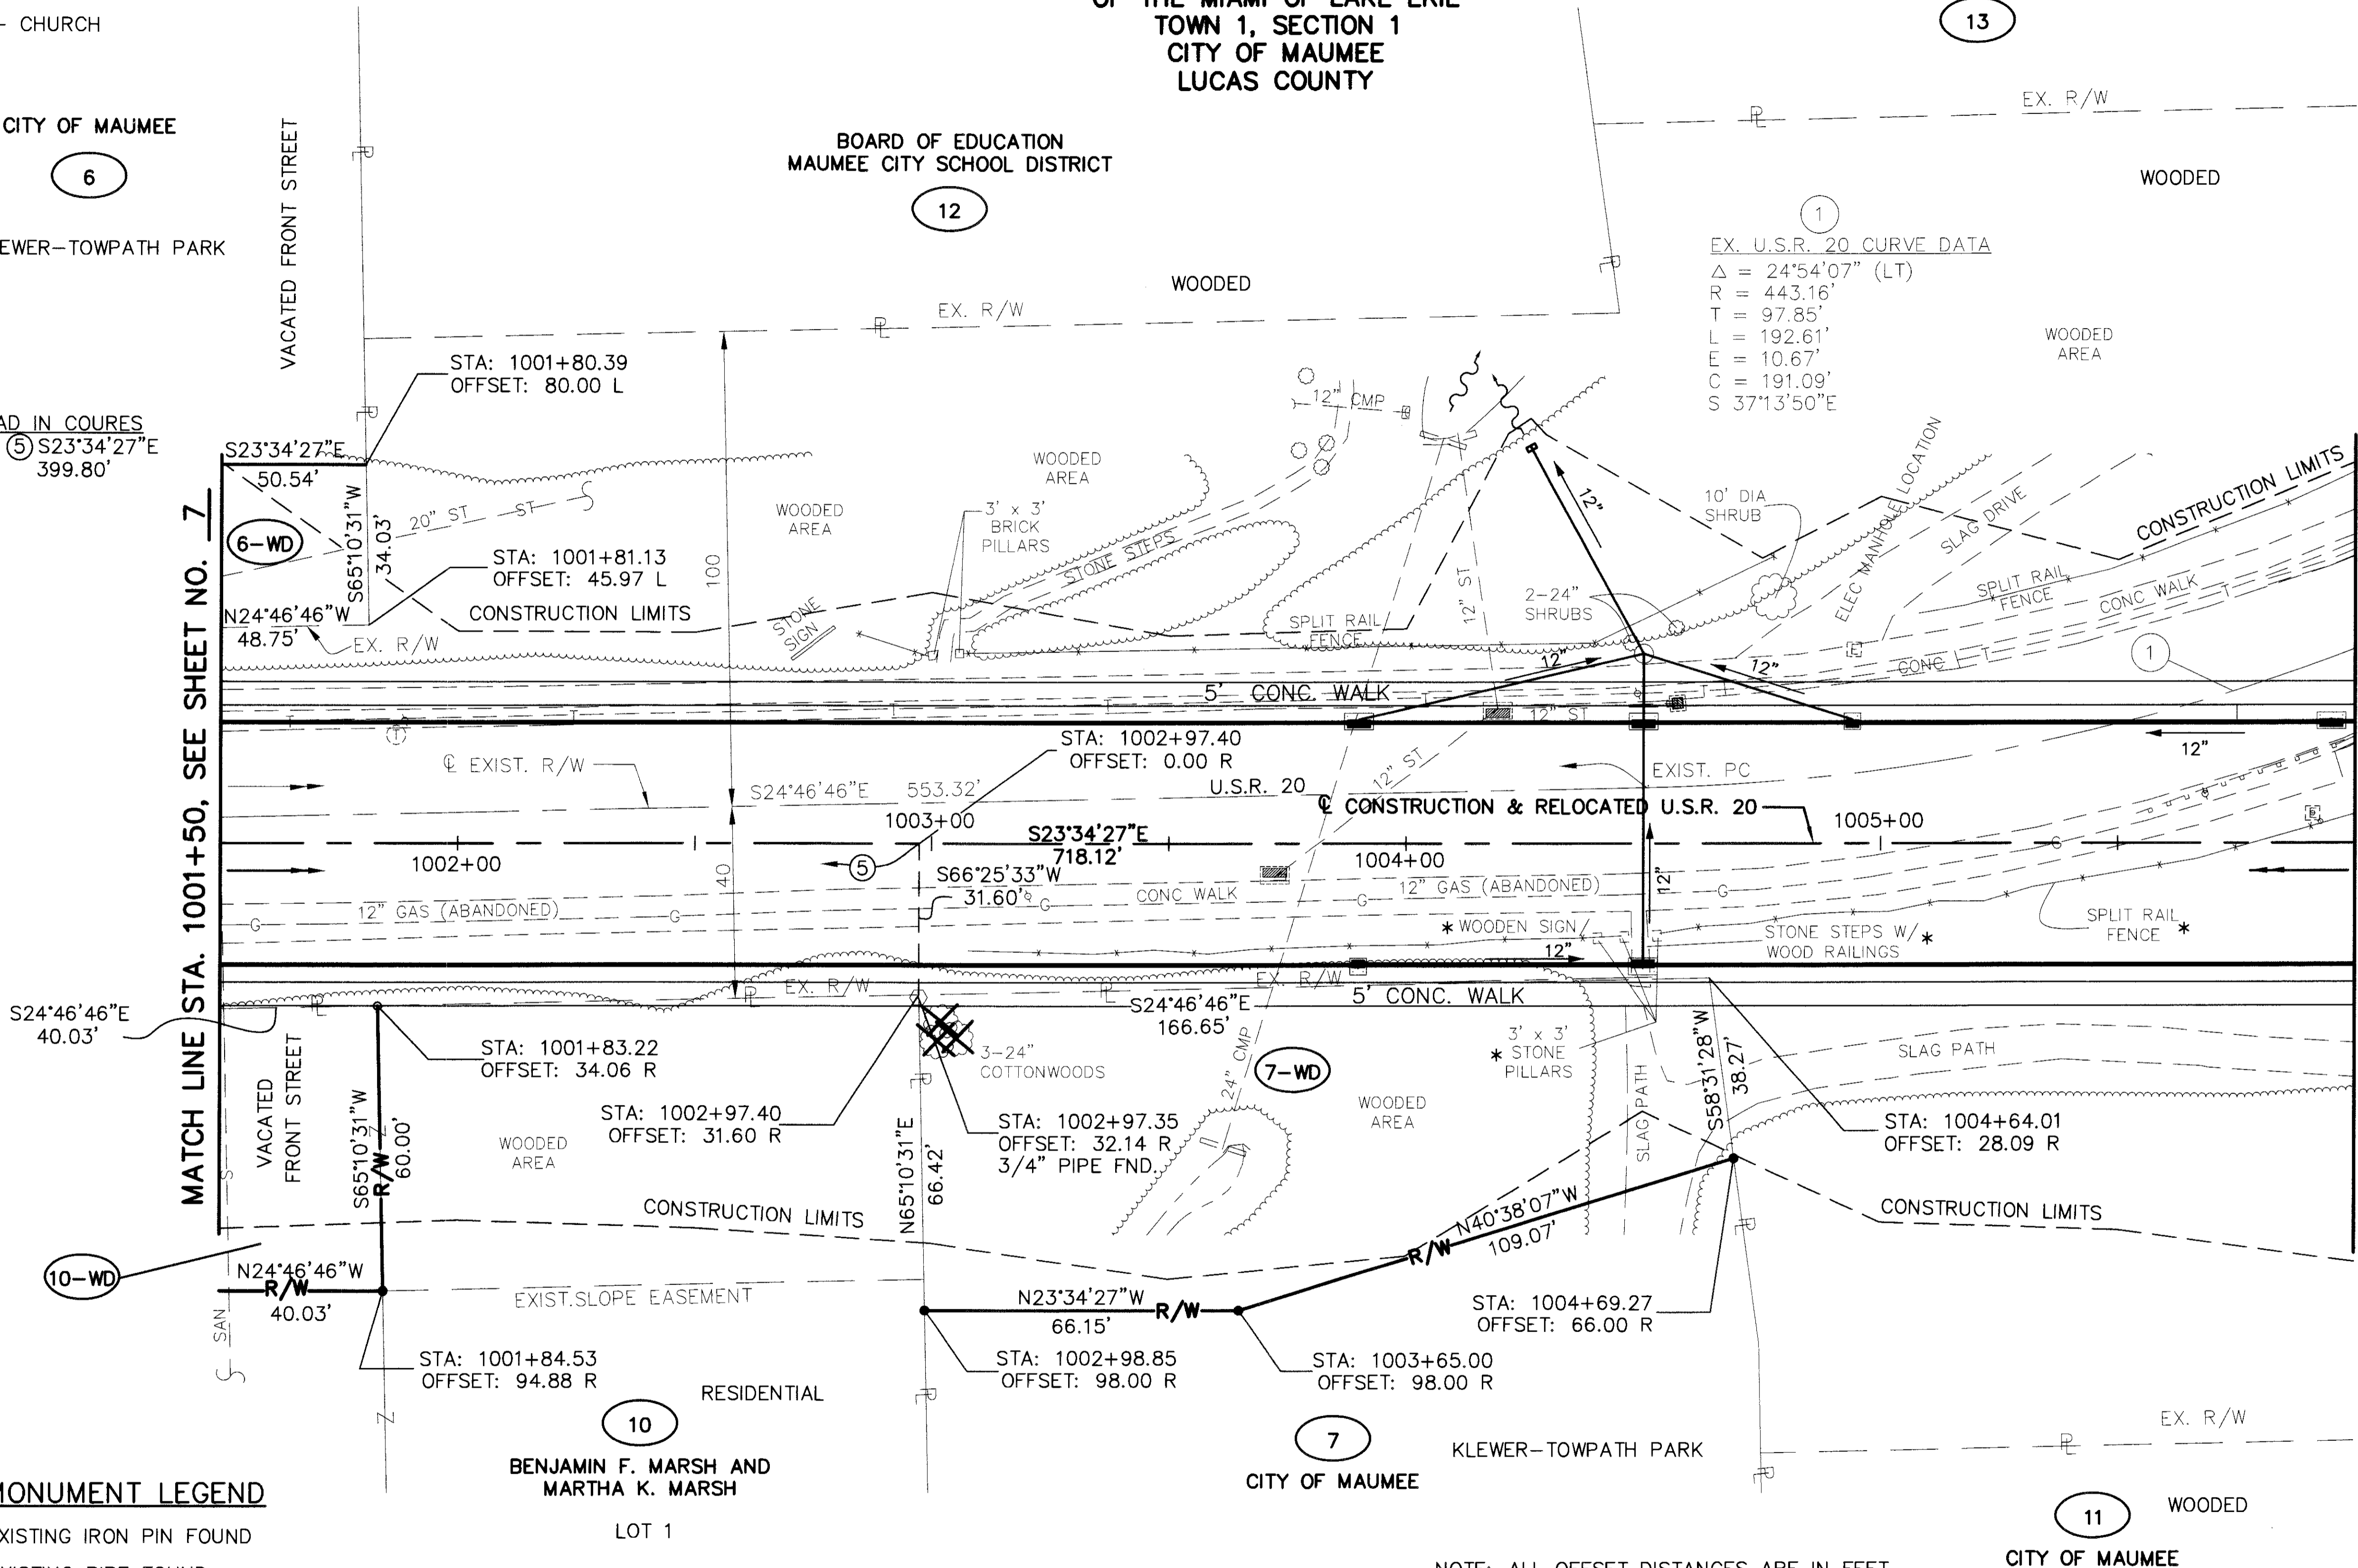 CHURCH
OF THE MIAMI OF LAKE ERIE
TOWN 1, SECTION 1
CITY OF MAUMEE
LUCAS COUNTY
13
CITY OF MAUMEE
6
EWER-TOWPATH PARK
VACATED FRONT STREET
BOARD OF EDUCATION
MAUMEE CITY SCHOOL DISTRICT
12
WOODED
EX. R/W
EX. R/W
WOODED
1
EX. U.S.R. 20 CURVE DATA
Δ = 24°54'07" (LT)
R = 443.16'
T = 97.85'
L = 192.61'
E = 10.67'
C = 191.09'
S 37°13'50"E
WOODED
AREA
STA: 1001+80.39
OFFSET: 80.00 L
AD IN COURES
5 S23°34'27"E
399.80'
S23°34'27"E
50.54'
20" ST
ST
6-WD
S65°10'31"W
34.03'
STA: 1001+81.13
OFFSET: 45.97 L
N24°46'46"W
48.75'
EX. R/W
CONSTRUCTION LIMITS
100
WOODED
AREA
WOODED
AREA
3' x 3'
BRICK
PILLARS
STONE STEPS
STONE
SIGN
12" CMP
12" ST
SPLIT RAIL
FENCE
2-24"
SHRUBS
12"
10' DIA
SHRUB
ELEC MANHOLE LOCATION
SLAG DRIVE
CONSTRUCTION LIMITS
SPLIT RAIL
FENCE
CONC WALK
CONC
1
MATCH LINE STA. 1001+50, SEE SHEET NO. 7
5' CONC. WALK
12"
12"
12" ST
12"
T
E
℄ EXIST. R/W
S24°46'46"E 553.32'
STA: 1002+97.40
OFFSET: 0.00 R
U.S.R. 20
12" ST
EXIST. PC
℄ CONSTRUCTION & RELOCATED U.S.R. 20
1002+00
1003+00
S23°34'27"E
718.12'
1004+00
1005+00
5
40
S66°25'33"W
31.60'
12" GAS (ABANDONED)
CONC WALK
12" GAS (ABANDONED)
G
12"
E
* WOODEN SIGN
STONE STEPS W/ *
WOOD RAILINGS
SPLIT RAIL *
FENCE
12"
EX. R/W
EX. R/W
S24°46'46"E
166.65'
5' CONC. WALK
S24°46'46"E
40.03'
VACATED
FRONT STREET
STA: 1001+83.22
OFFSET: 34.06 R
S65°10'31"W
R/W
60.00'
STA: 1002+97.40
OFFSET: 31.60 R
3-24"
COTTONWOODS
24" CMP
7-WD
3' x 3'
* STONE
PILLARS
SLAG PATH
S58°31'28"W
38.27'
SLAG PATH
WOODED
AREA
N65°10'31"E
66.42'
STA: 1002+97.35
OFFSET: 32.14 R
3/4" PIPE FND.
WOODED
AREA
STA: 1004+64.01
OFFSET: 28.09 R
CONSTRUCTION LIMITS
CONSTRUCTION LIMITS
10-WD
N24°46'46"W
R/W
40.03'
EXIST.SLOPE EASEMENT
N23°34'27"W
R/W
66.15'
N40°38'07"W
R/W
109.07'
STA: 1004+69.27
OFFSET: 66.00 R
S
SAN
STA: 1001+84.53
OFFSET: 94.88 R
STA: 1002+98.85
OFFSET: 98.00 R
STA: 1003+65.00
OFFSET: 98.00 R
RESIDENTIAL
10
BENJAMIN F. MARSH AND
MARTHA K. MARSH
LOT 1
7
CITY OF MAUMEE
KLEWER-TOWPATH PARK
EX. R/W
11
WOODED
CITY OF MAUMEE
MONUMENT LEGEND
XISTING IRON PIN FOUND
NOTE: ALL OFFSET DISTANCES ARE IN FEET